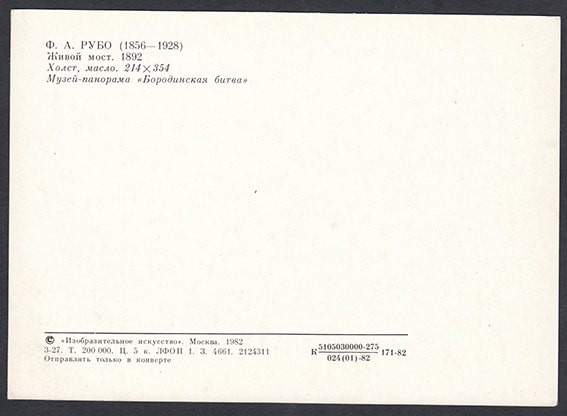 Ф. А. РУБО (1856—1928)
Живой мост. 1892
Холст, масло. 214×354
Музей-панорама «Бородинская битва»
© «Изобразительное искусство». Москва. 1982
3-27. Т. 200 000. Ц. 5 к. ЛФОП 1. З. 4661. 2124311
Отправлять только в конверте
К 5105030000-275 171-82
024(01)-82